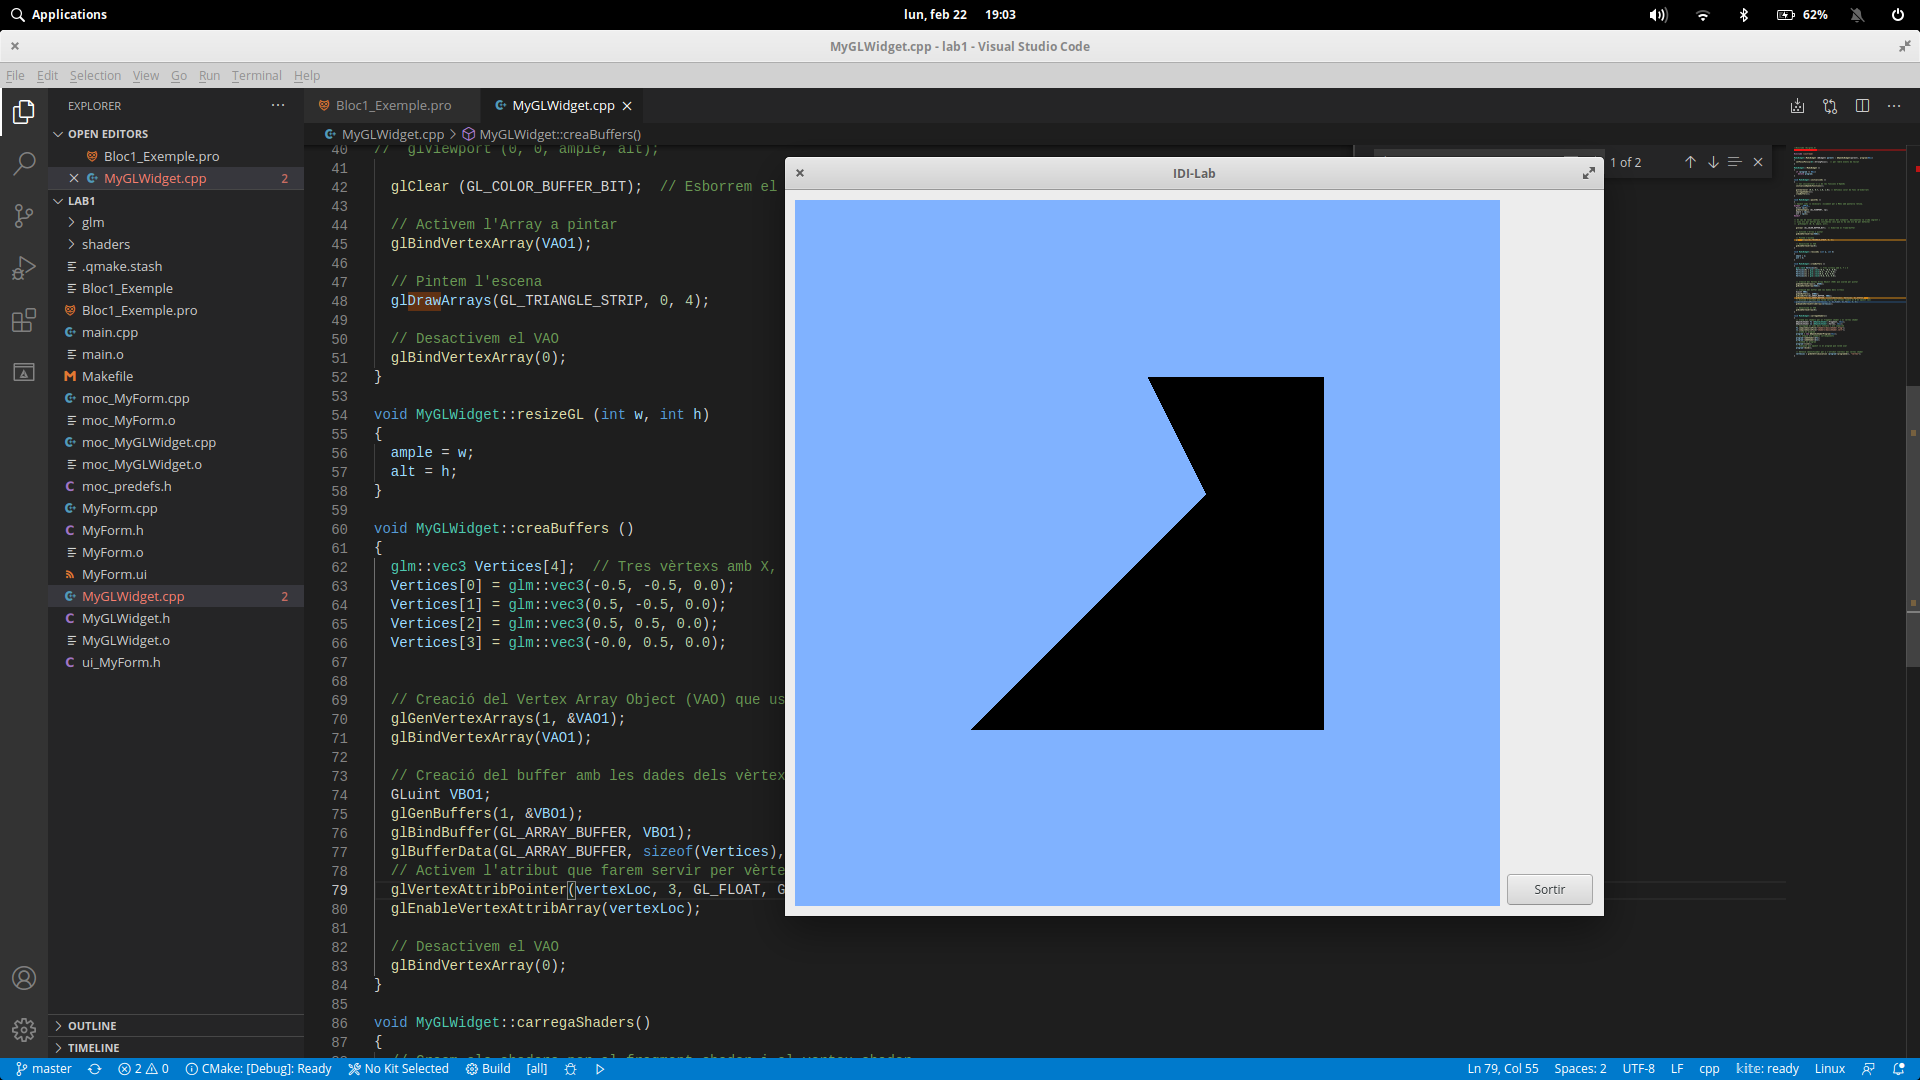 Applications
lun, feb 22 19:03
62%
MyGLWidget.cpp - lab1 - Visual Studio Code
File Edit Selection View Go Run Terminal Help
EXPLORER
OPEN EDITORS
Bloc1_Exemple.pro
MyGLWidget.cpp 2
LAB1
glm
shaders
.qmake.stash
Bloc1_Exemple
Bloc1_Exemple.pro
main.cpp
main.o
Makefile
moc_MyForm.cpp
moc_MyForm.o
moc_MyGLWidget.cpp
moc_MyGLWidget.o
moc_predefs.h
MyForm.cpp
MyForm.h
MyForm.o
MyForm.ui
MyGLWidget.cpp 2
MyGLWidget.h
MyGLWidget.o
ui_MyForm.h
OUTLINE
TIMELINE
Bloc1_Exemple.pro MyGLWidget.cpp
MyGLWidget.cpp > MyGLWidget::creaBuffers()
1 of 2
40 // glViewport (0, 0, ample, alt);
41
42 glClear (GL_COLOR_BUFFER_BIT); // Esborrem el
43
44 // Activem l'Array a pintar
45 glBindVertexArray(VAO1);
46
47 // Pintem l'escena
48 glDrawArrays(GL_TRIANGLE_STRIP, 0, 4);
49
50 // Desactivem el VAO
51 glBindVertexArray(0);
52 }
53
54 void MyGLWidget::resizeGL (int w, int h)
55 {
56 ample = w;
57 alt = h;
58 }
59
60 void MyGLWidget::creaBuffers ()
61 {
62 glm::vec3 Vertices[4]; // Tres vèrtexs amb X,
63 Vertices[0] = glm::vec3(-0.5, -0.5, 0.0);
64 Vertices[1] = glm::vec3(0.5, -0.5, 0.0);
65 Vertices[2] = glm::vec3(0.5, 0.5, 0.0);
66 Vertices[3] = glm::vec3(-0.0, 0.5, 0.0);
67
68
69 // Creació del Vertex Array Object (VAO) que us
70 glGenVertexArrays(1, &VAO1);
71 glBindVertexArray(VAO1);
72
73 // Creació del buffer amb les dades dels vèrtex
74 GLuint VBO1;
75 glGenBuffers(1, &VBO1);
76 glBindBuffer(GL_ARRAY_BUFFER, VBO1);
77 glBufferData(GL_ARRAY_BUFFER, sizeof(Vertices),
78 // Activem l'atribut que farem servir per vèrte
79 glVertexAttribPointer(vertexLoc, 3, GL_FLOAT, G
80 glEnableVertexAttribArray(vertexLoc);
81
82 // Desactivem el VAO
83 glBindVertexArray(0);
84 }
85
86 void MyGLWidget::carregaShaders()
87 {
IDI-Lab
Sortir
master 2 0 CMake: [Debug]: Ready No Kit Selected Build [all]
Ln 79, Col 55 Spaces: 2 UTF-8 LF cpp kite: ready Linux